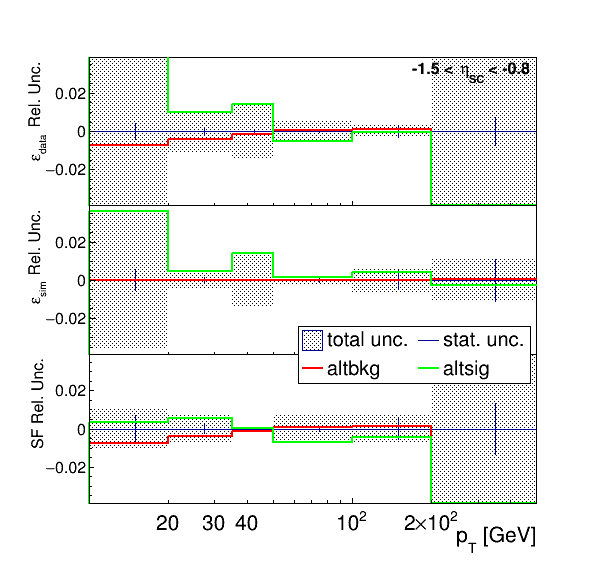 -1.5 < η_SC < -0.8
ε_data Rel. Unc.
0.02
0
−0.02
ε_sim Rel. Unc.
0.02
0
−0.02
total unc. stat. unc.
altbkg altsig
SF Rel. Unc.
0.02
0
−0.02
20 30 40 10² 2×10²
p_T [GeV]